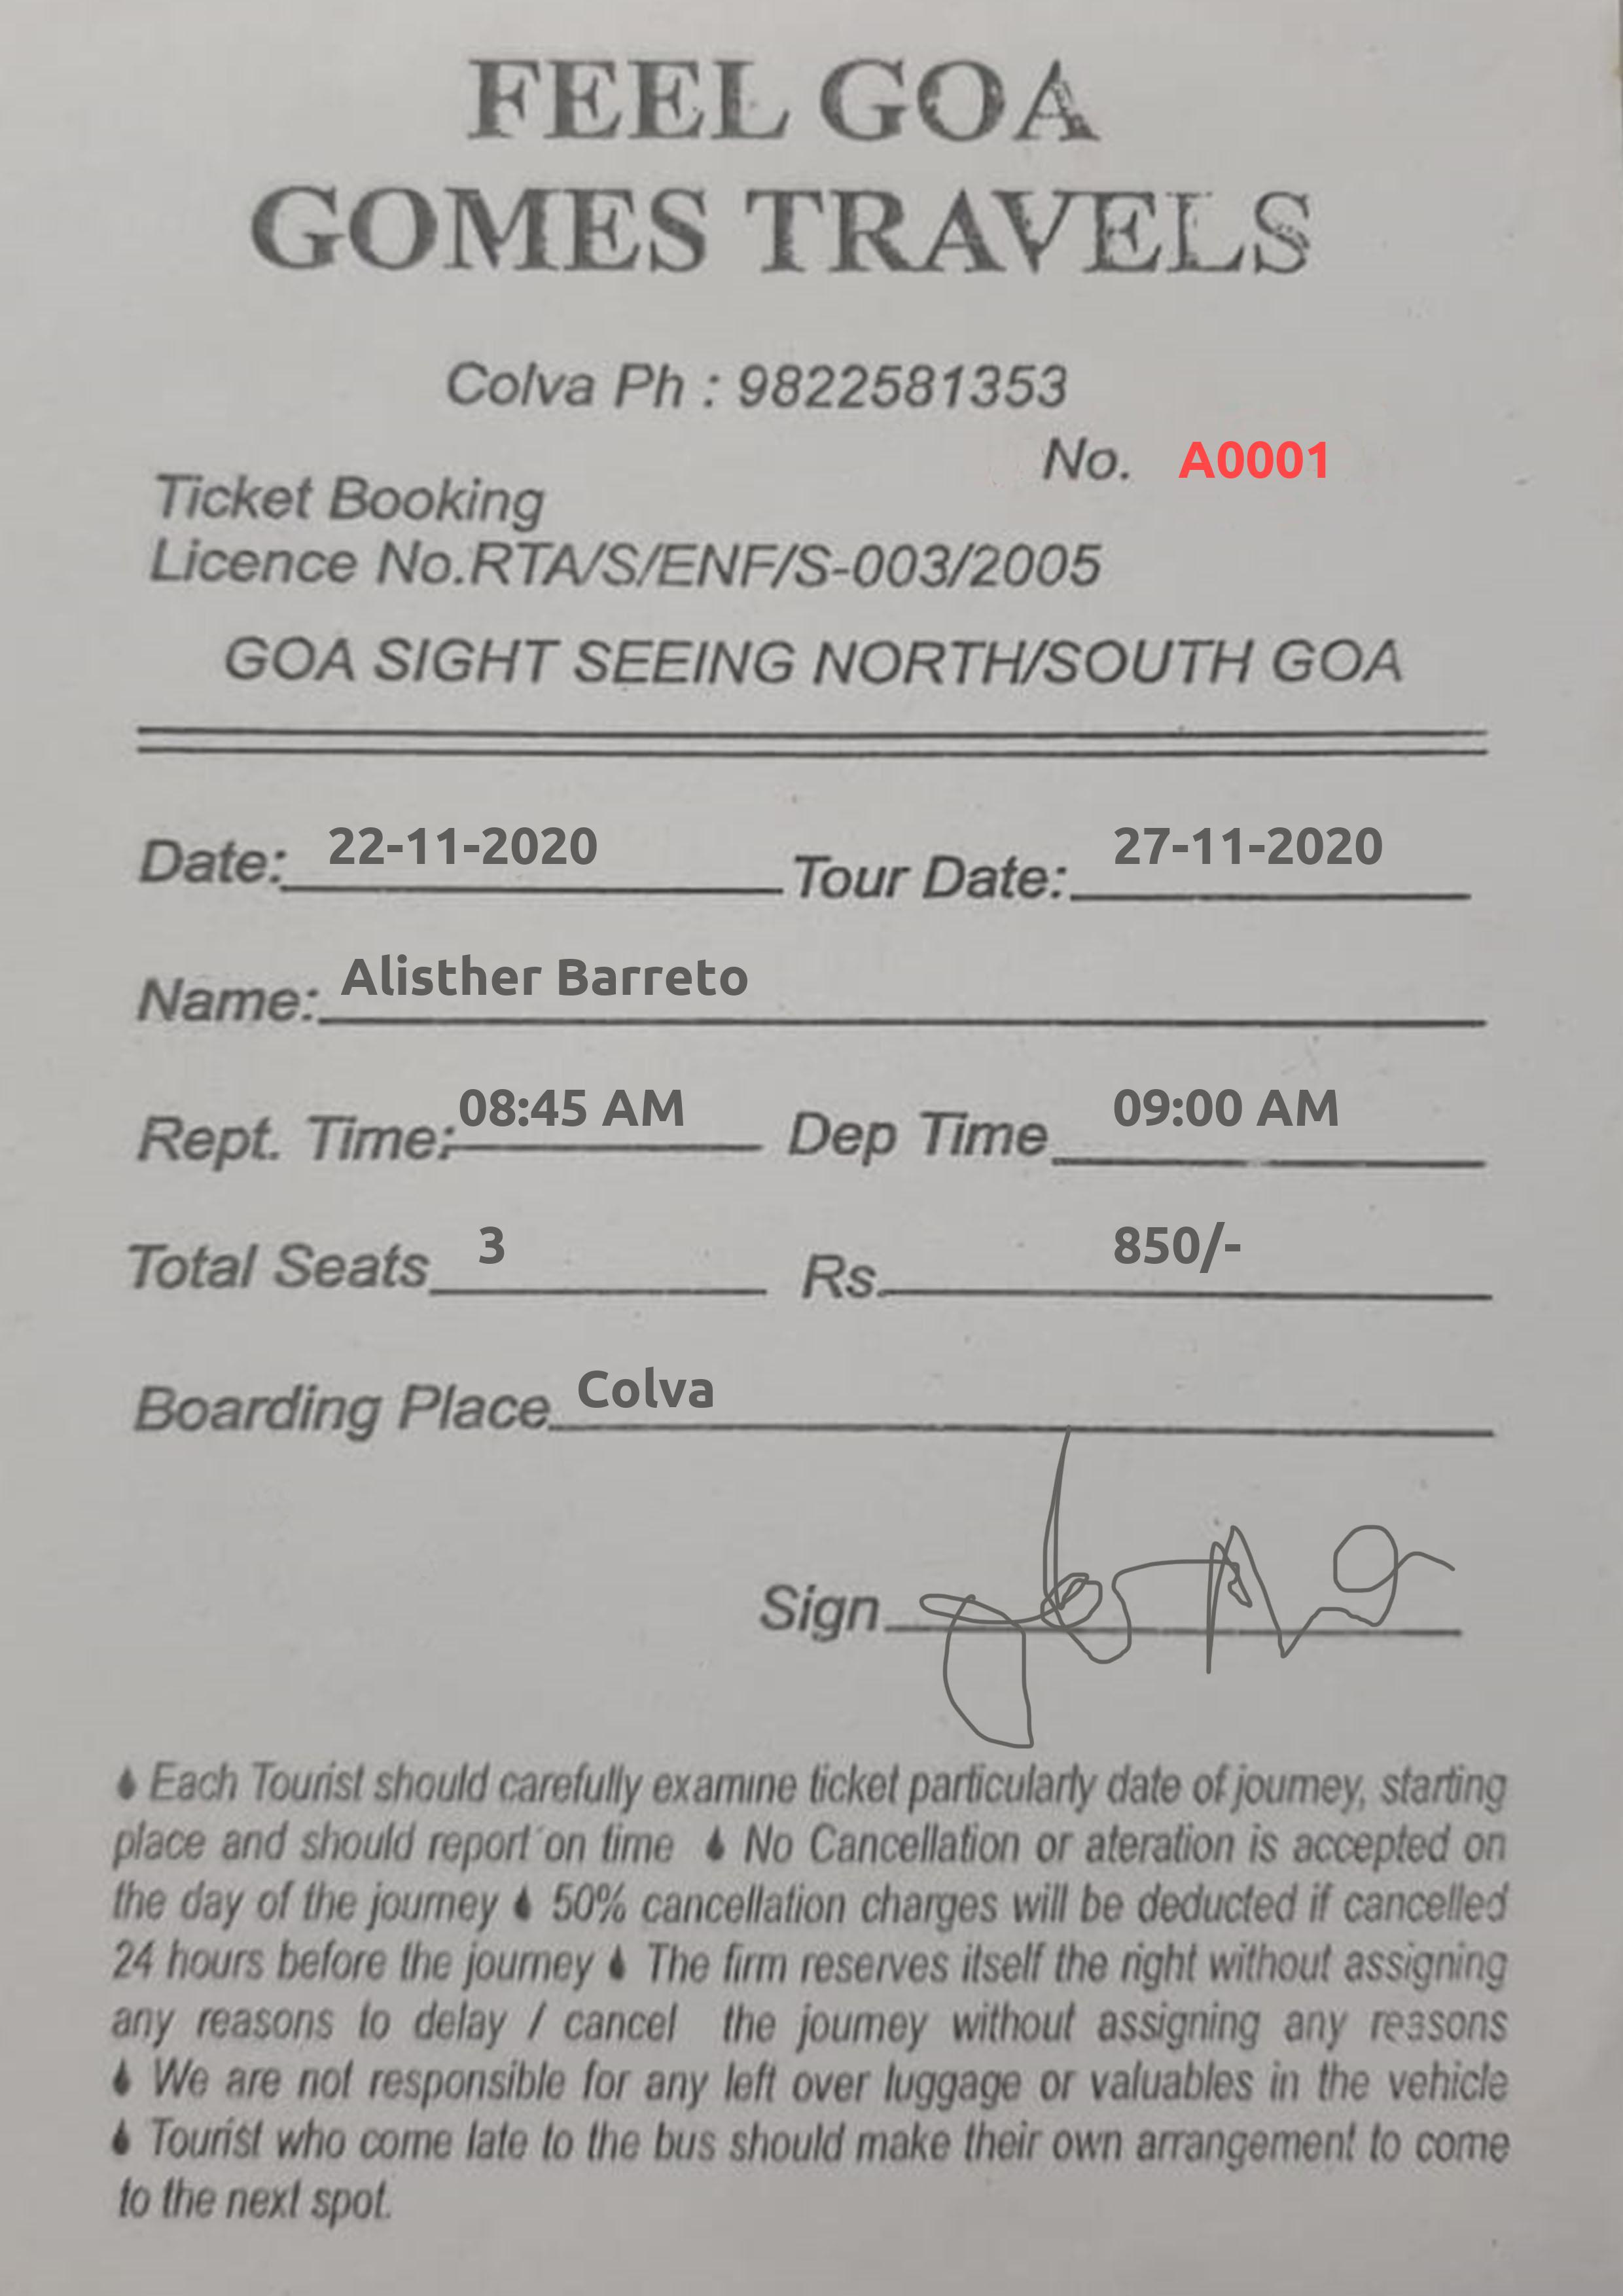 FEEL GOA
GOMES TRAVELS
Colva Ph : 9822581353
No. A0001
Ticket Booking
Licence No.RTA/S/ENF/S-003/2005
GOA SIGHT SEEING NORTH/SOUTH GOA
Date: 22-11-2020 Tour Date: 27-11-2020
Name: Alisther Barreto
Rept. Time: 08:45 AM Dep Time 09:00 AM
Total Seats 3 Rs. 850/-
Boarding Place Colva
Sign
Each Tourist should carefully examine ticket particularly date of journey, starting
place and should report on time No Cancellation or ateration is accepted on
the day of the journey 50% cancellation charges will be deducted if cancelled
24 hours before the journey The firm reserves itself the right without assigning
any reasons to delay / cancel the journey without assigning any reasons
We are not responsible for any left over luggage or valuables in the vehicle
Tourist who come late to the bus should make their own arrangement to come
to the next spot.